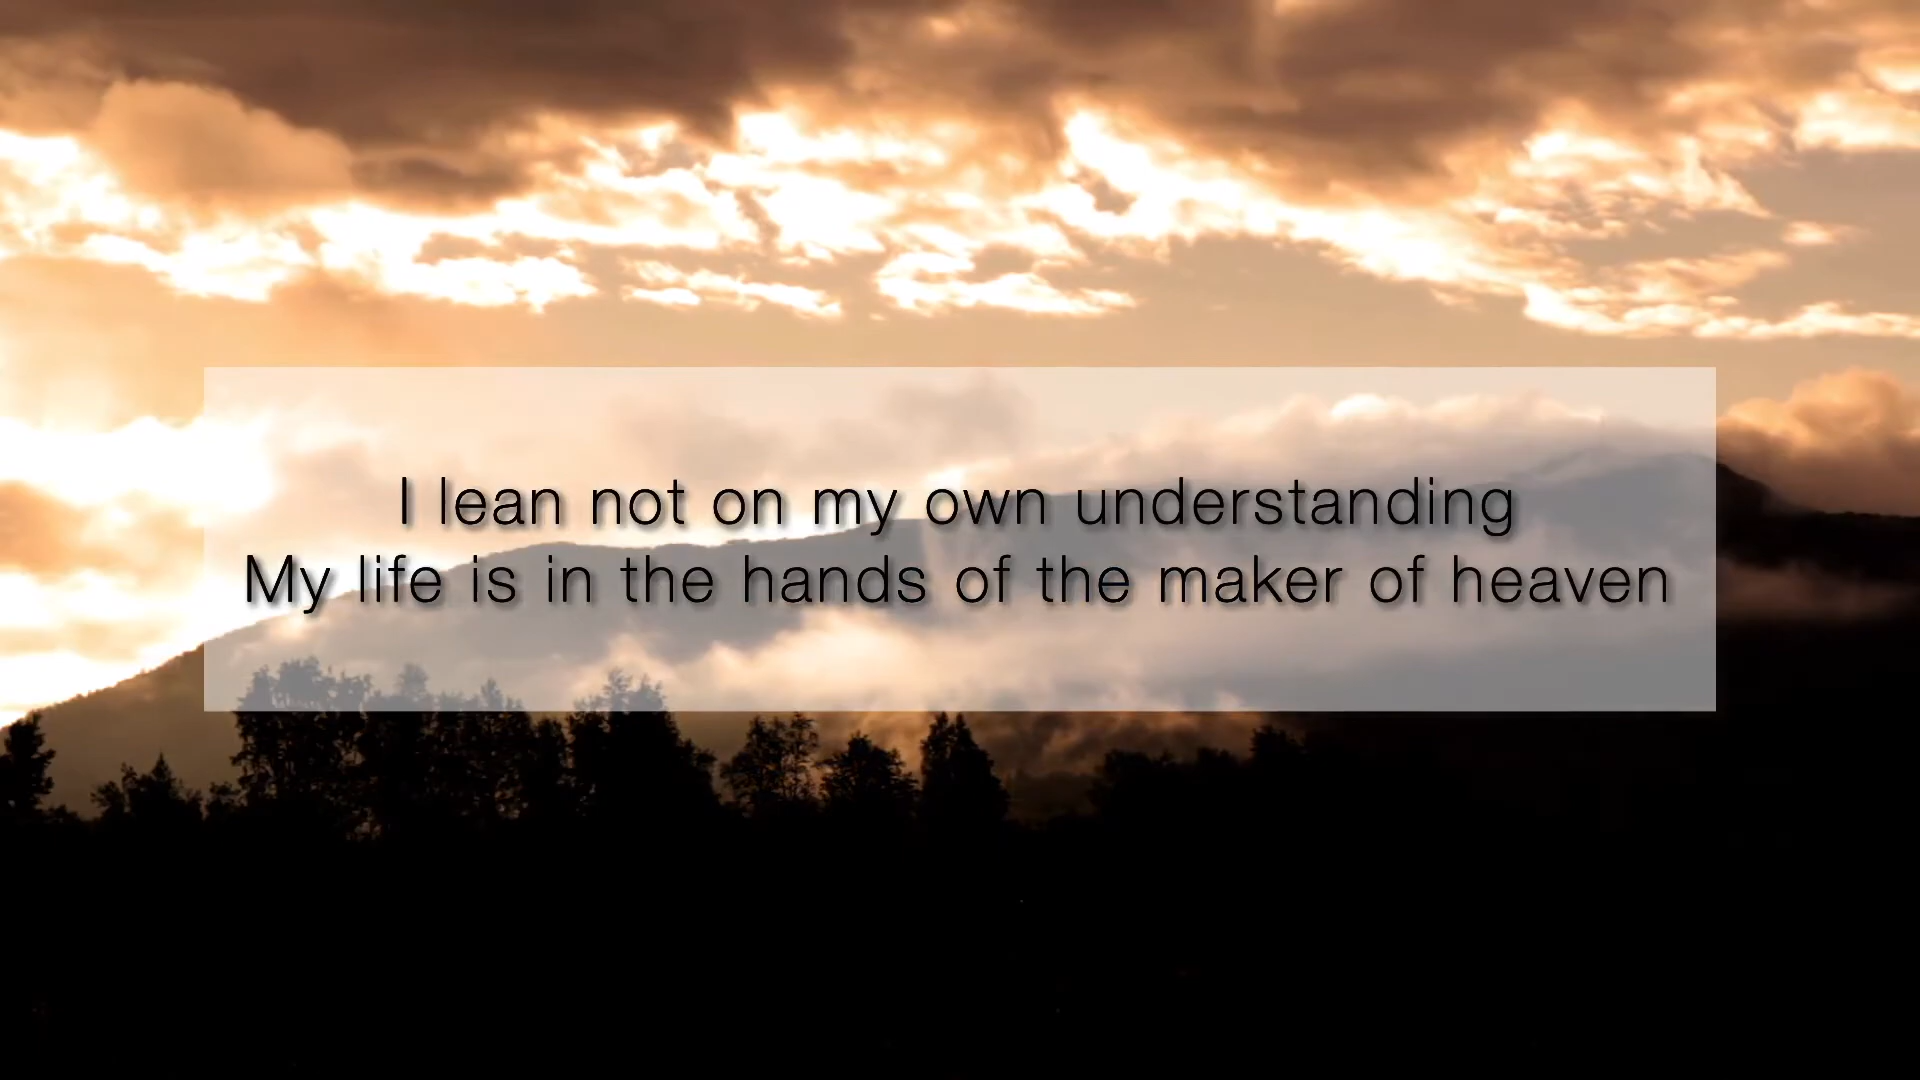 I lean not on my own understanding
My life is in the hands of the maker of heaven